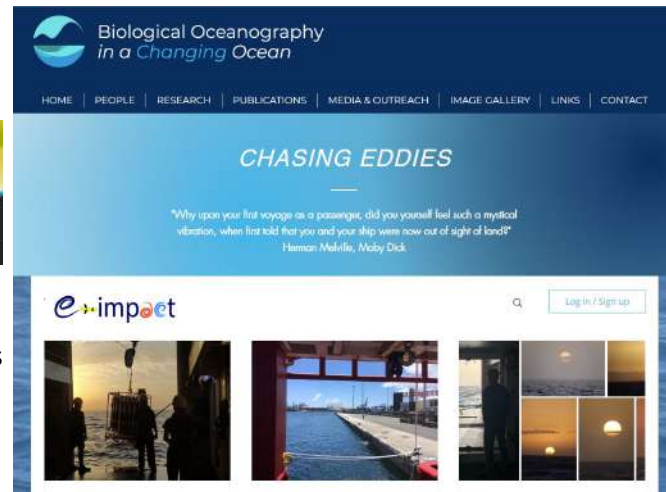 Biological Oceanography
in a Changing Ocean
HOME | PEOPLE | RESEARCH | PUBLICATIONS | MEDIA & OUTREACH | IMAGE GALLERY | LINKS | CONTACT
CHASING EDDIES
"Why upon your first voyage as a passenger, did you yourself feel such a mystical
vibration, when first told that you and your ship were now out of sight of land?"
Herman Melville, Moby Dick
e-impact
Log in / Sign up
s